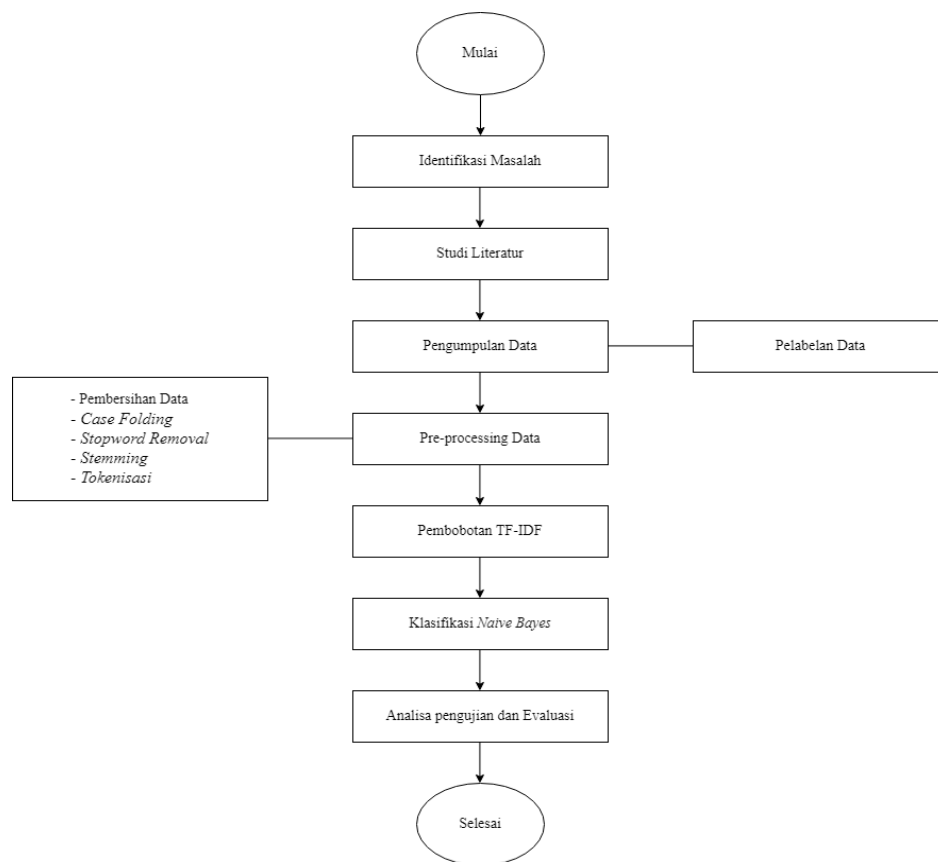 Mulai
Identifikasi Masalah
Studi Literatur
Pengumpulan Data
Pelabelan Data
- Pembersihan Data
- Case Folding
- Stopword Removal
- Stemming
- Tokenisasi
Pre-processing Data
Pembobotan TF-IDF
Klasifikasi Naive Bayes
Analisa pengujian dan Evaluasi
Selesai